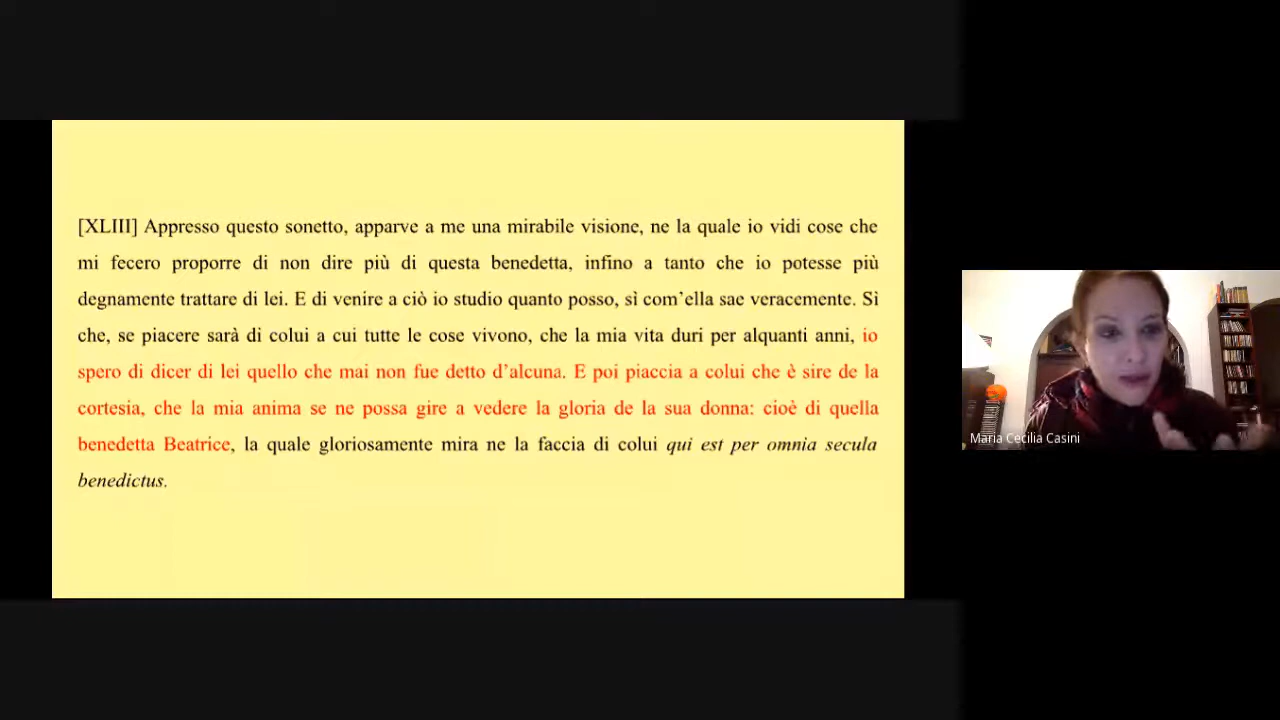 [XLIII] Appresso questo sonetto, apparve a me una mirabile visione, ne la quale io vidi cose che
mi fecero proporre di non dire più di questa benedetta, infino a tanto che io potesse più
degnamente trattare di lei. E di venire a ciò io studio quanto posso, sì com’ella sae veracemente. Sì
che, se piacere sarà di colui a cui tutte le cose vivono, che la mia vita duri per alquanti anni, io
spero di dicer di lei quello che mai non fue detto d’alcuna. E poi piaccia a colui che è sire de la
cortesia, che la mia anima se ne possa gire a vedere la gloria de la sua donna: cioè di quella
benedetta Beatrice, la quale gloriosamente mira ne la faccia di colui qui est per omnia secula
benedictus.
Maria Cecilia Casini